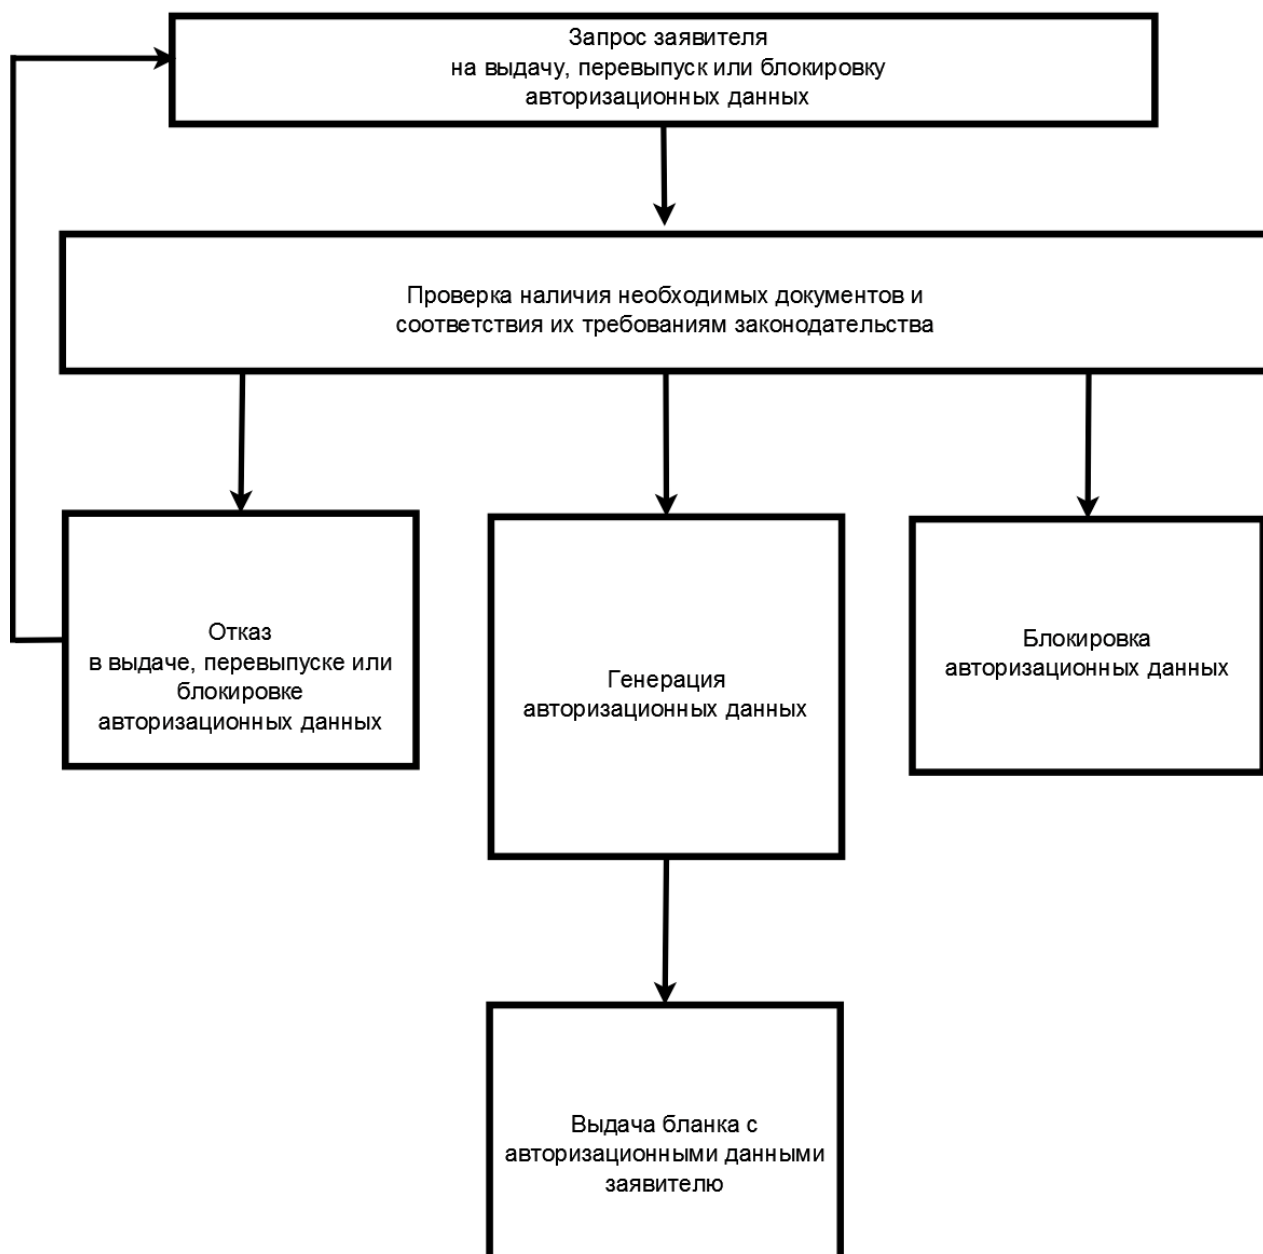 Запрос заявителя
на выдачу, перевыпуск или блокировку
авторизационных данных
Проверка наличия необходимых документов и
соответствия их требованиям законодательства
Отказ
в выдаче, перевыпуске или
блокировке
авторизационных данных
Генерация
авторизационных данных
Блокировка
авторизационных данных
Выдача бланка с
авторизационными данными
заявителю